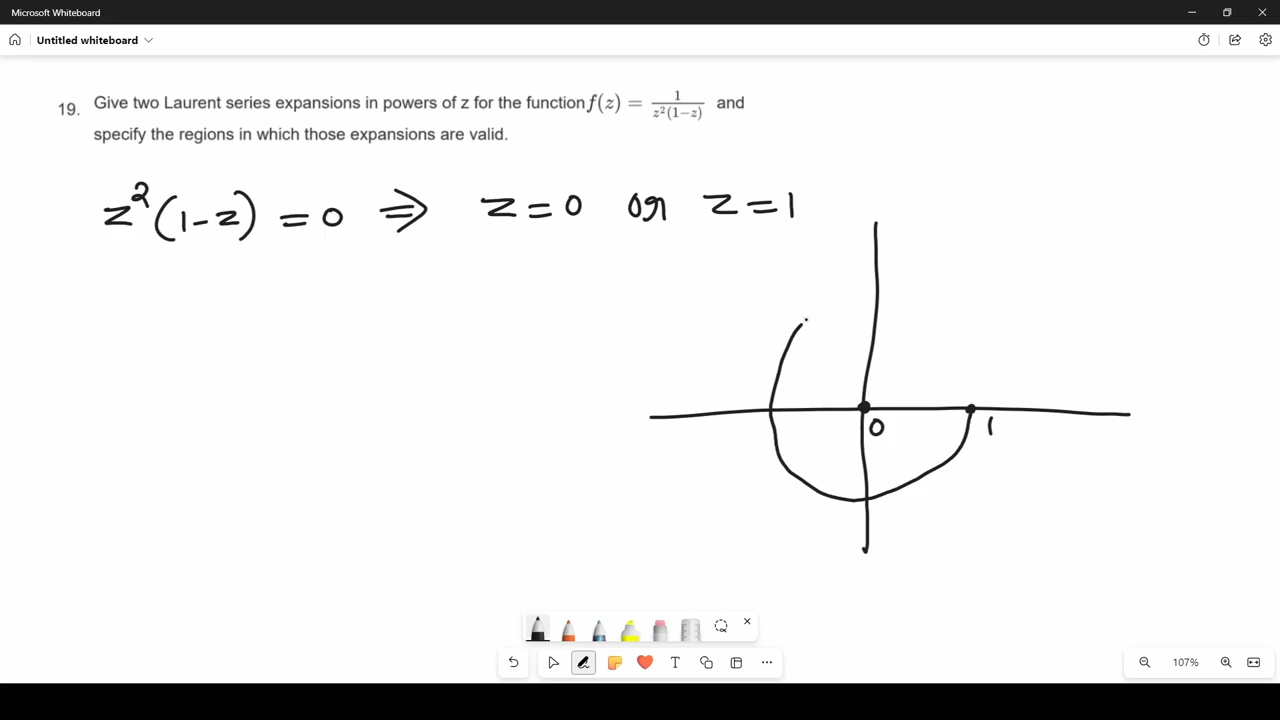 Microsoft Whiteboard
Untitled whiteboard
19. Give two Laurent series expansions in powers of z for the function f(z) = 1/(z²(1−z)) and
specify the regions in which those expansions are valid.
z²(1-z) = 0 ⇒ z = 0 or z = 1
0 1
T
107%